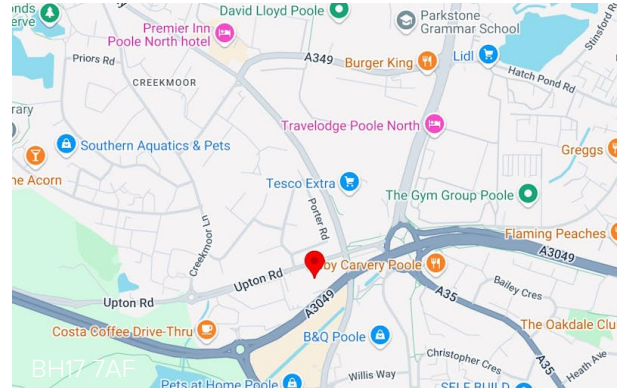 onds
erve
David Lloyd Poole
Parkstone
Grammar School
Stinsford Rd
Premier Inn
Poole North hotel
A349
Burger King
Lidl
Priors Rd
CREEKMOOR
Hatch Pond Rd
rary
Travelodge Poole North
Southern Aquatics & Pets
Greggs
he Acorn
Tesco Extra
The Gym Group Poole
Creekmoor Ln
Porter Rd
Flaming Peaches
A3049
by Carvery Poole
Upton Rd
Bailey Cres
Upton Rd
A3049
A35
Costa Coffee Drive-Thru
B&Q Poole
The Oakdale Clu
Christopher Cres
A35
Heath Ave
BH17 7AF
Willis Way
Pets at Home Poole
SELF BUILD